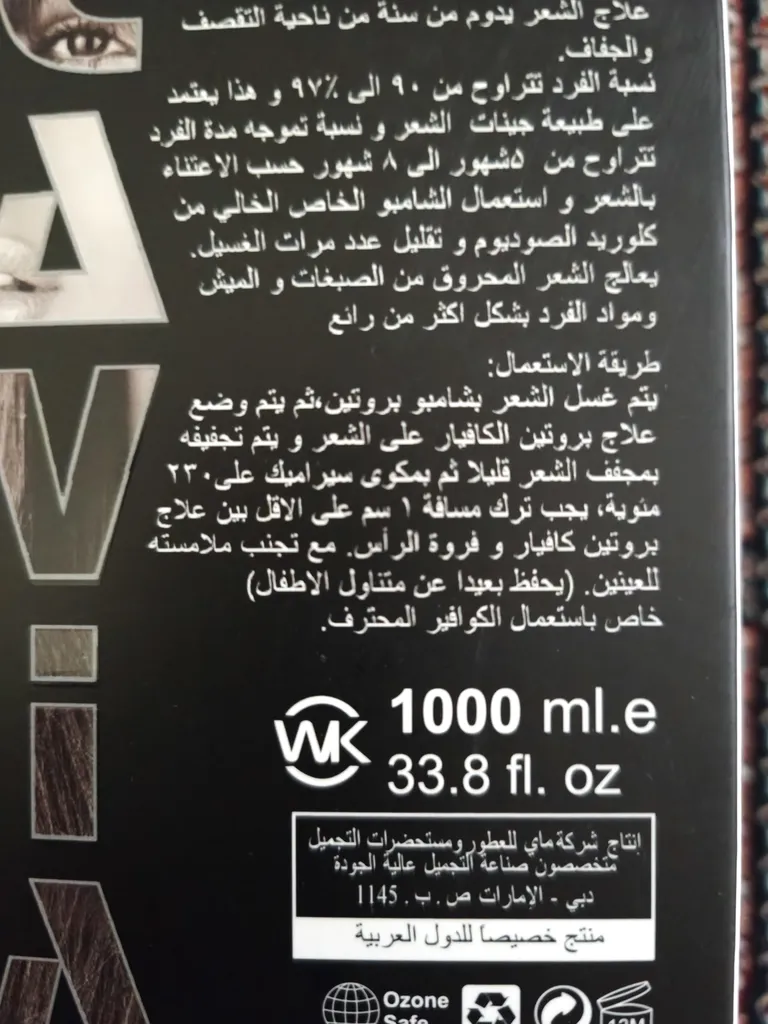 علاج الشعر يدوم من سنة من ناحية التقصف
والجفاف.
نسبة الفرد تتراوح من ٩٠ الى ٩٧٪ و هذا يعتمد
على طبيعة جينات الشعر و نسبة تموجه مدة الفرد
تتراوح من ٥شهور الى ٨ شهور حسب الاعتناء
بالشعر و استعمال الشامبو الخاص الخالي من
كلوريد الصوديوم و تقليل عدد مرات الغسيل.
يعالج الشعر المحروق من الصبغات و الميش
ومواد الفرد بشكل اكثر من رائع
طريقة الاستعمال:
يتم غسل الشعر بشامبو بروتين،ثم يتم وضع
علاج بروتين الكافيار على الشعر و يتم تجفيفه
بمجفف الشعر قليلا ثم بمكوى سيراميك على٢٣٠
مئوية، يجب ترك مسافة ١ سم على الاقل بين علاج
بروتين كافيار و فروة الرأس. مع تجنب ملامسته
للعينين. (يحفظ بعيدا عن متناول الاطفال)
خاص باستعمال الكوافير المحترف.
WK
1000 ml.e
33.8 fl. oz
إنتاج شركة ماي للعطور ومستحضرات التجميل
متخصصون صناعة التجميل عالية الجودة
دبي - الإمارات ص . ب . 1145
منتج خصيصاً للدول العربية
Ozone
Safe
12M
AViA